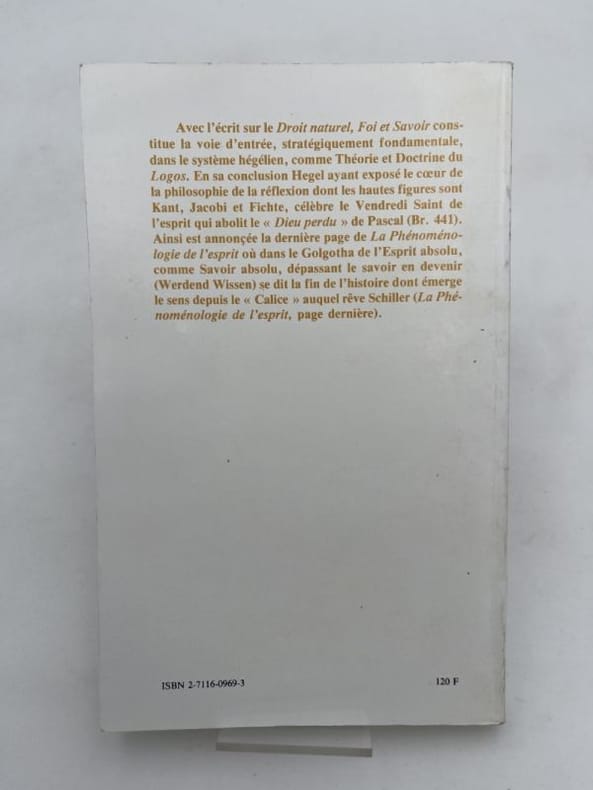 Avec l'écrit sur le Droit naturel, Foi et Savoir cons-
titue la voie d'entrée, stratégiquement fondamentale,
dans le système hégélien, comme Théorie et Doctrine du
Logos. En sa conclusion Hegel ayant exposé le cœur de
la philosophie de la réflexion dont les hautes figures sont
Kant, Jacobi et Fichte, célèbre le Vendredi Saint de
l'esprit qui abolit le « Dieu perdu » de Pascal (Br. 441).
Ainsi est annonçée la dernière page de La Phénoméno-
logie de l'esprit où dans le Golgotha de l'Esprit absolu,
comme Savoir absolu, dépassant le savoir en devenir
(Werdend Wissen) se dit la fin de l'histoire dont émerge
le sens depuis le « Calice » auquel rêve Schiller (La Phé-
noménologie de l'esprit, page dernière).
ISBN 2-7116-0969-3
120 F